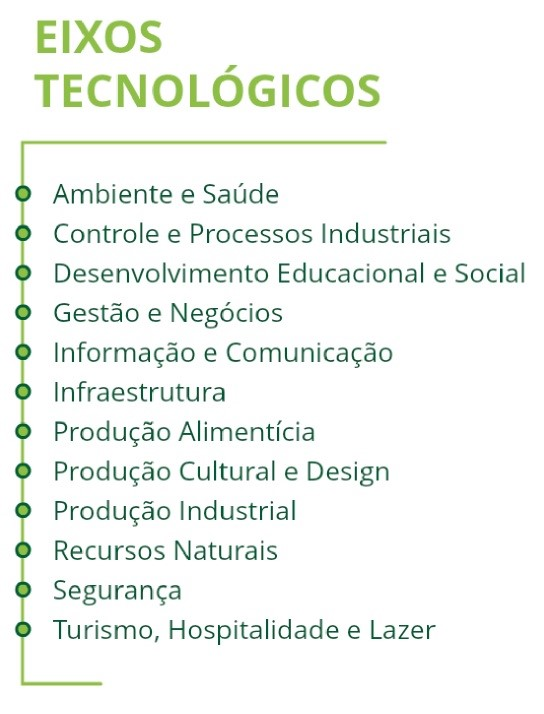 EIXOS
TECNOLÓGICOS
Ambiente e Saúde
Controle e Processos Industriais
Desenvolvimento Educacional e Social
Gestão e Negócios
Informação e Comunicação
Infraestrutura
Produção Alimentícia
Produção Cultural e Design
Produção Industrial
Recursos Naturais
Segurança
Turismo, Hospitalidade e Lazer